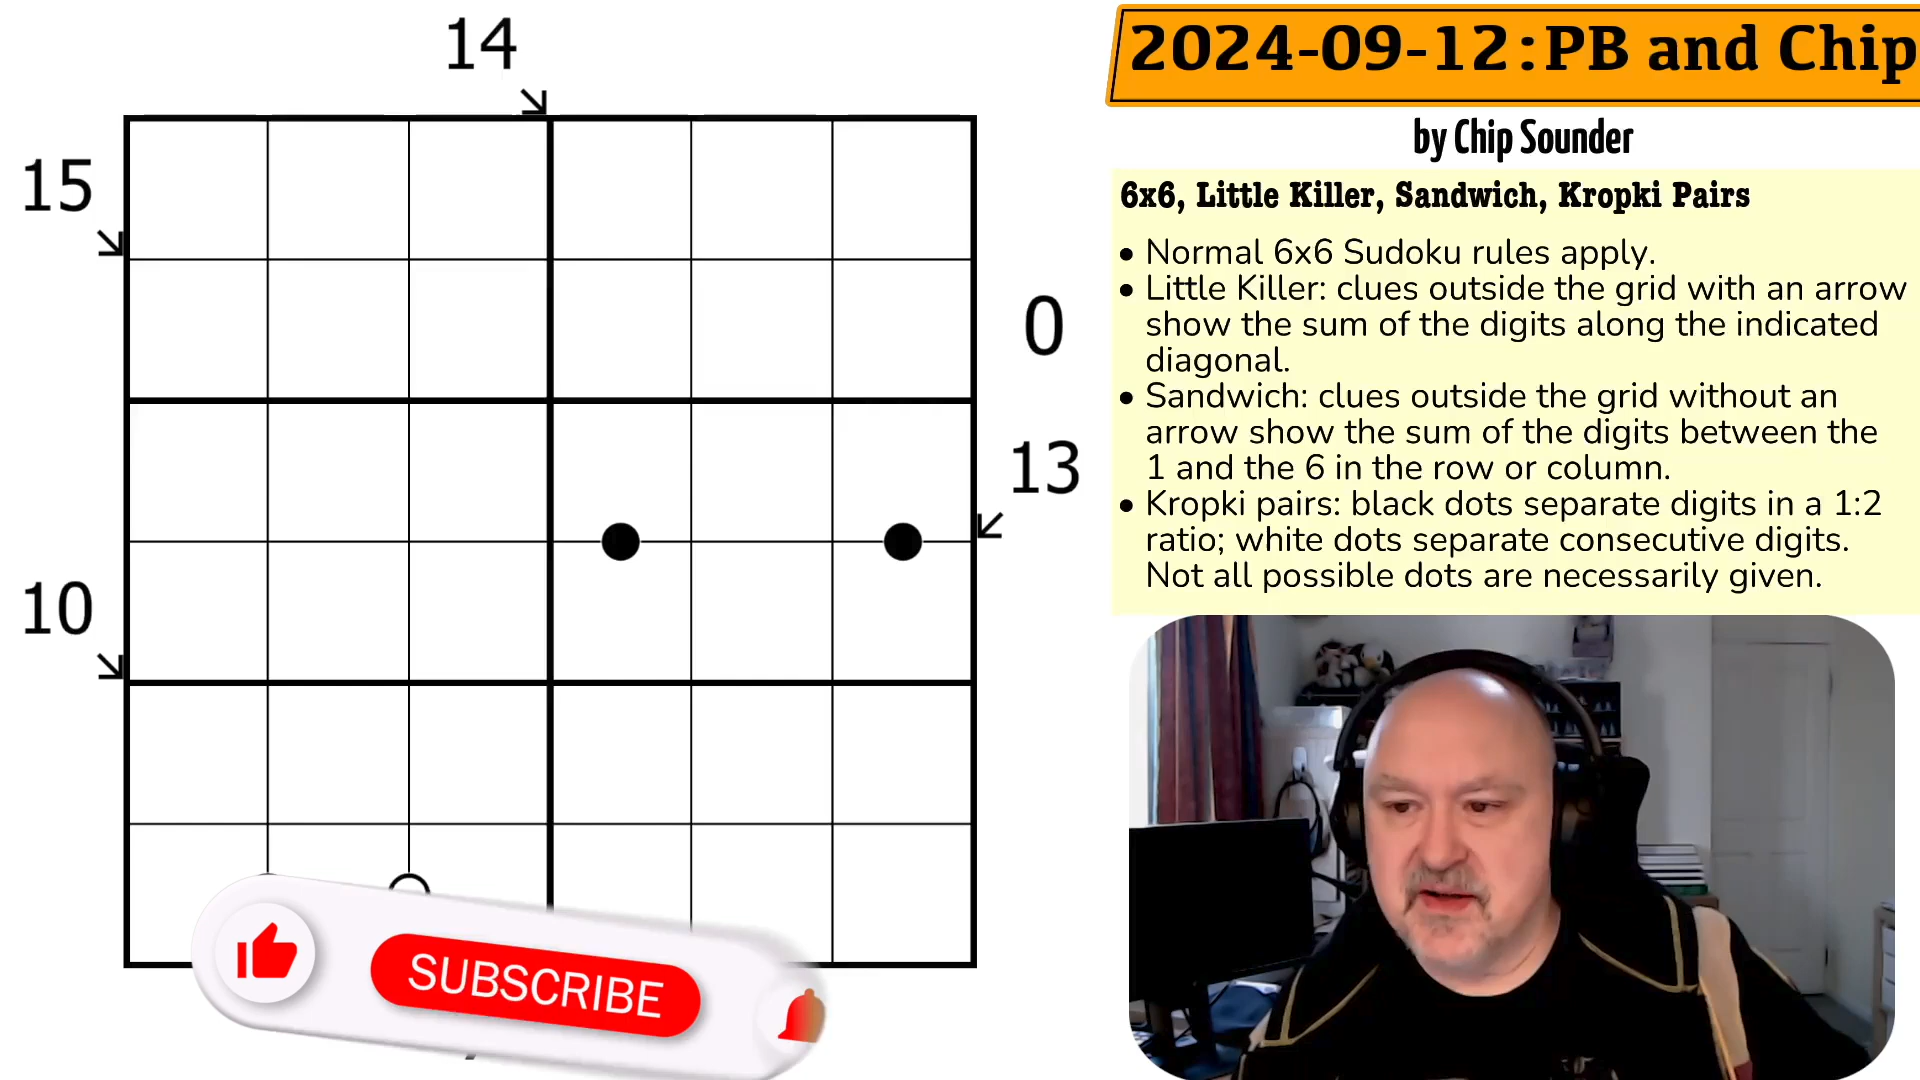 14
15
0
13
10
2024-09-12: PB and Chip
by Chip Sounder
6x6, Little Killer, Sandwich, Kropki Pairs
• Normal 6x6 Sudoku rules apply.
• Little Killer: clues outside the grid with an arrow
show the sum of the digits along the indicated
diagonal.
• Sandwich: clues outside the grid without an
arrow show the sum of the digits between the
1 and the 6 in the row or column.
• Kropki pairs: black dots separate digits in a 1:2
ratio; white dots separate consecutive digits.
Not all possible dots are necessarily given.
SUBSCRIBE